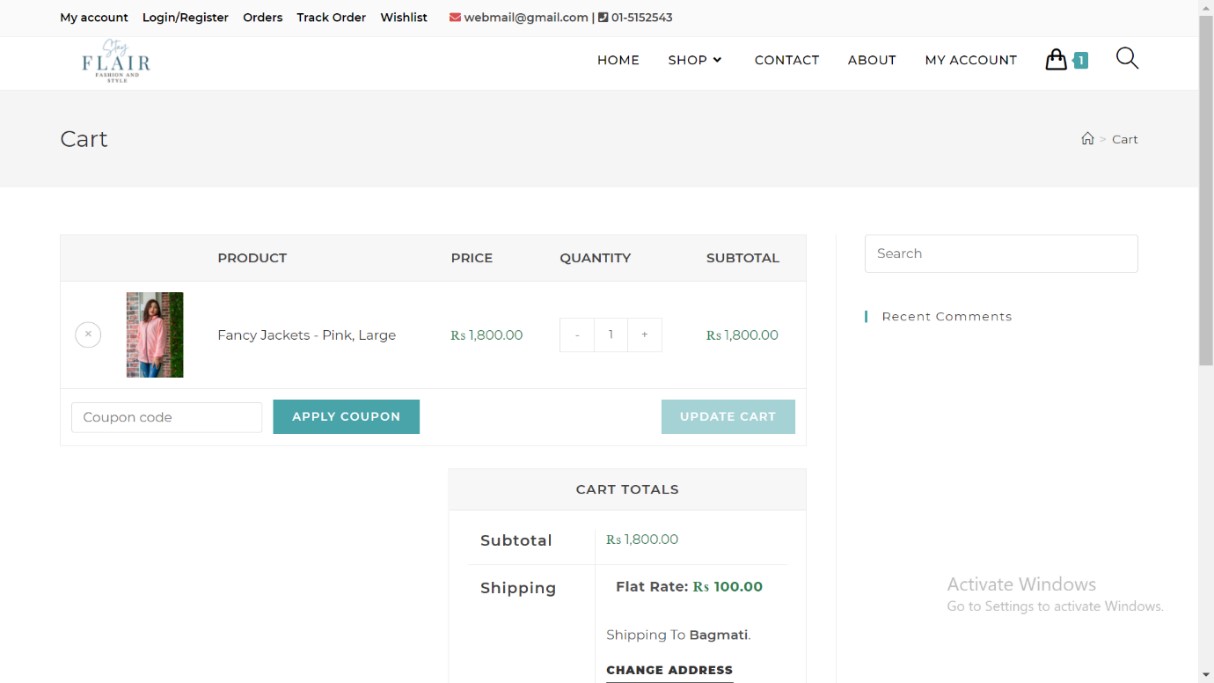 My account Login/Register Orders Track Order Wishlist webmail@gmail.com | 01-5152543
Stay
FLAIR
FASHION AND
STYLE
HOME SHOP CONTACT ABOUT MY ACCOUNT 1
Cart
> Cart
PRODUCT PRICE QUANTITY SUBTOTAL
Search
× Fancy Jackets - Pink, Large Rs 1,800.00 - 1 + Rs 1,800.00
Recent Comments
Coupon code APPLY COUPON UPDATE CART
CART TOTALS
Subtotal Rs 1,800.00
Shipping Flat Rate: Rs 100.00
Shipping To Bagmati.
CHANGE ADDRESS
Activate Windows
Go to Settings to activate Windows.